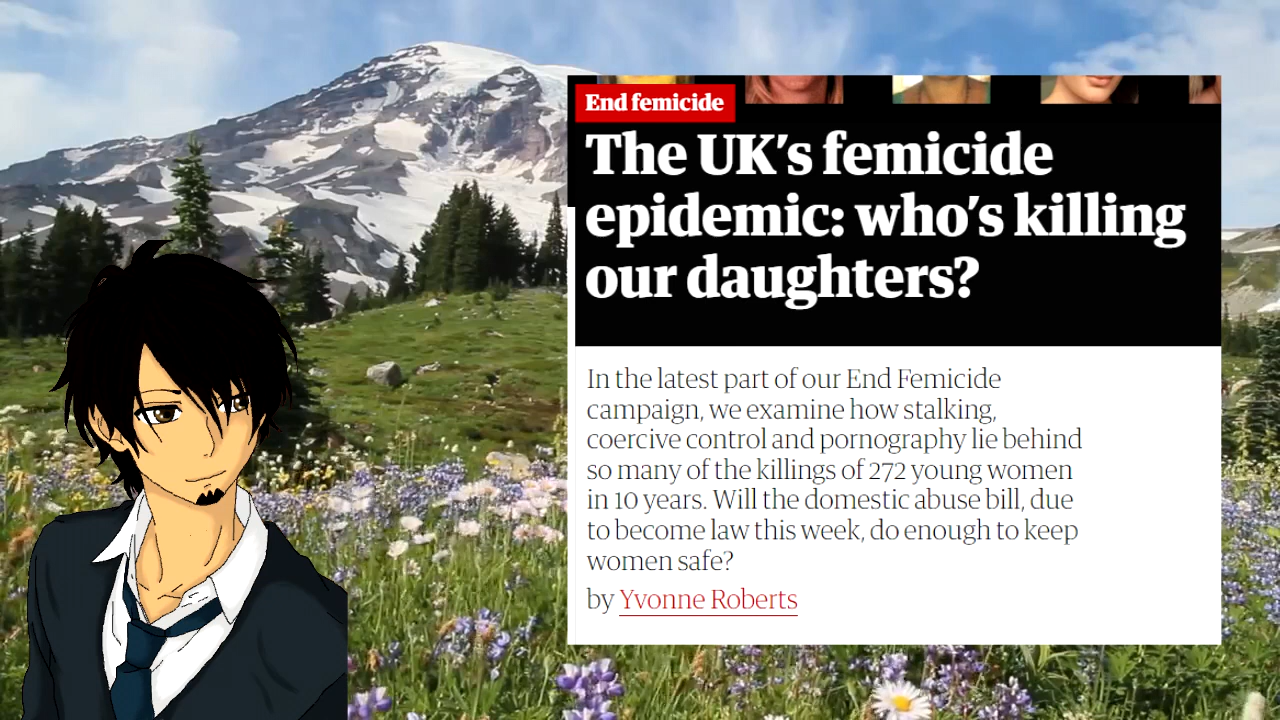 End femicide
The UK's femicide
epidemic: who's killing
our daughters?
In the latest part of our End Femicide
campaign, we examine how stalking,
coercive control and pornography lie behind
so many of the killings of 272 young women
in 10 years. Will the domestic abuse bill, due
to become law this week, do enough to keep
women safe?
by Yvonne Roberts